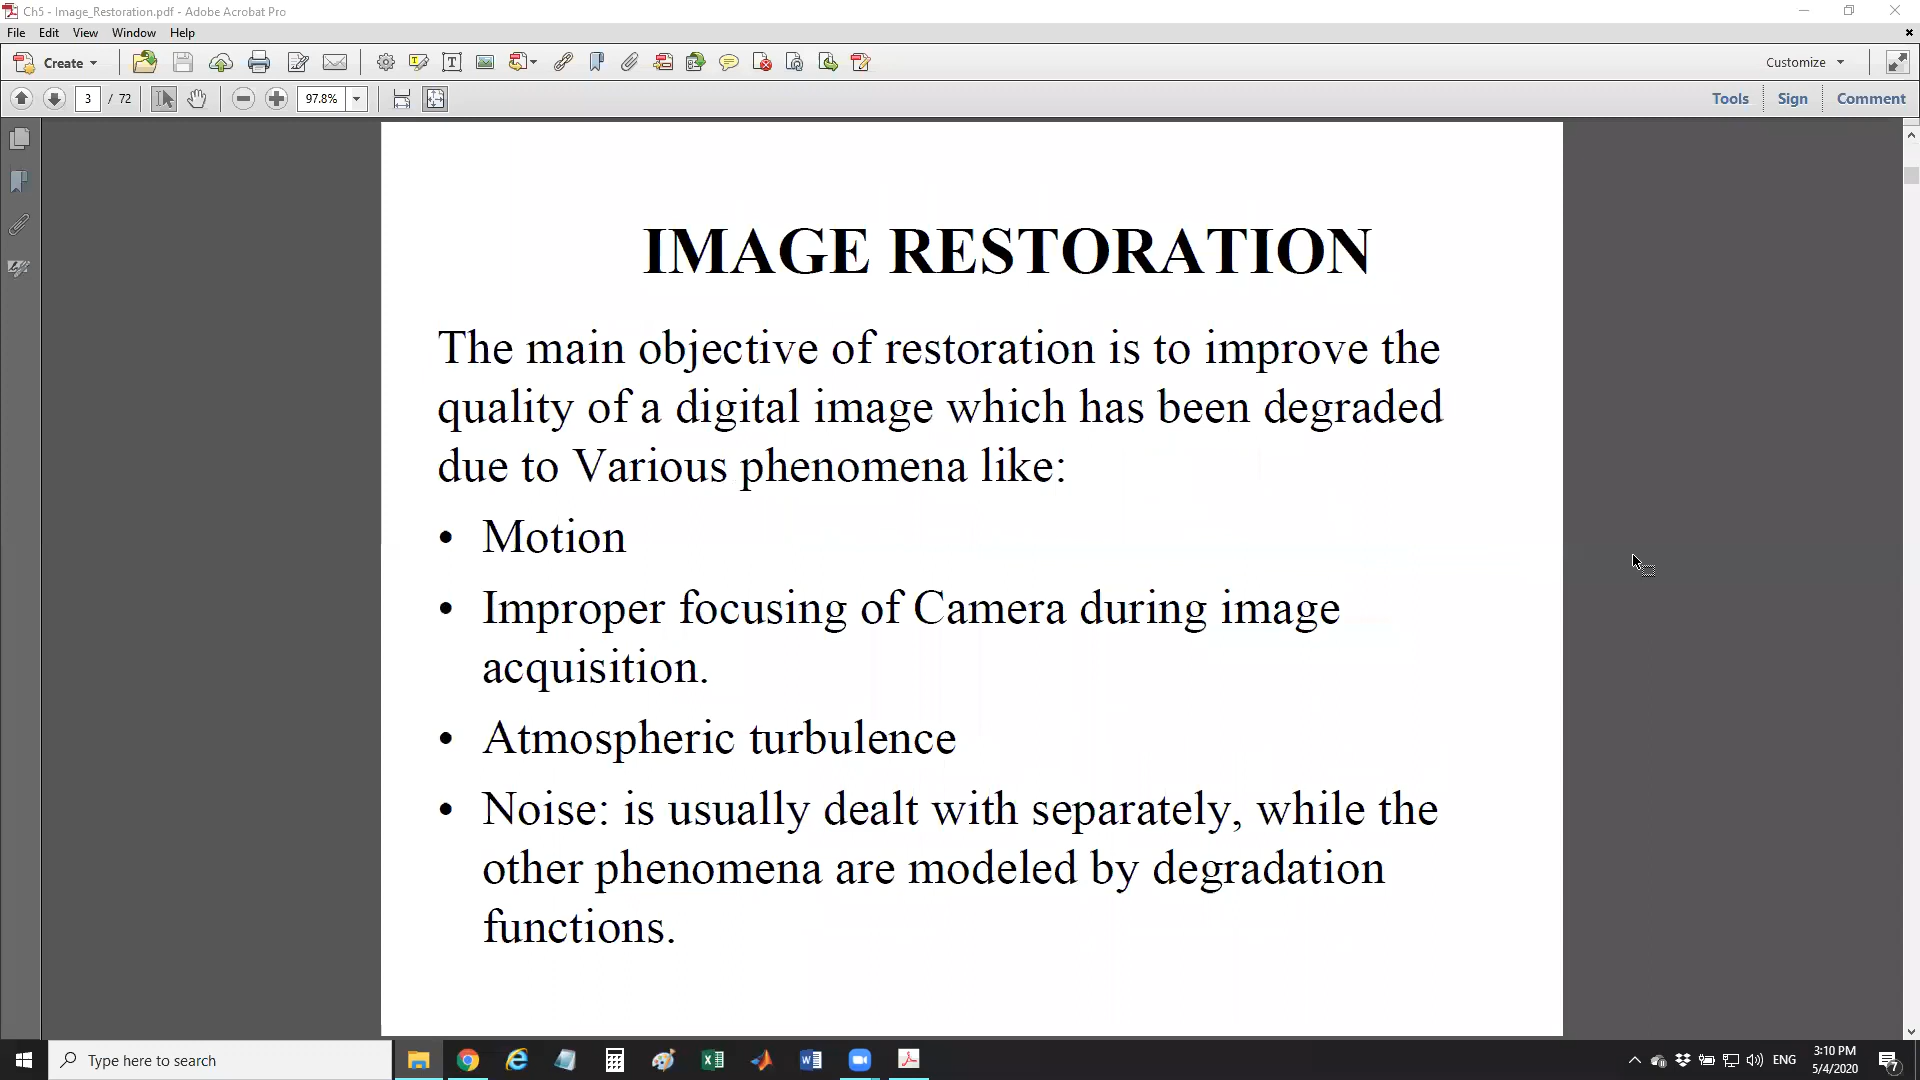 Ch5 - Image_Restoration.pdf - Adobe Acrobat Pro
File Edit View Window Help
Create Customize
3 / 72 97.8% Tools Sign Comment
IMAGE RESTORATION
The main objective of restoration is to improve the
quality of a digital image which has been degraded
due to Various phenomena like:
• Motion
• Improper focusing of Camera during image
acquisition.
• Atmospheric turbulence
• Noise: is usually dealt with separately, while the
other phenomena are modeled by degradation
functions.
Type here to search
ENG
3:10 PM
5/4/2020
7